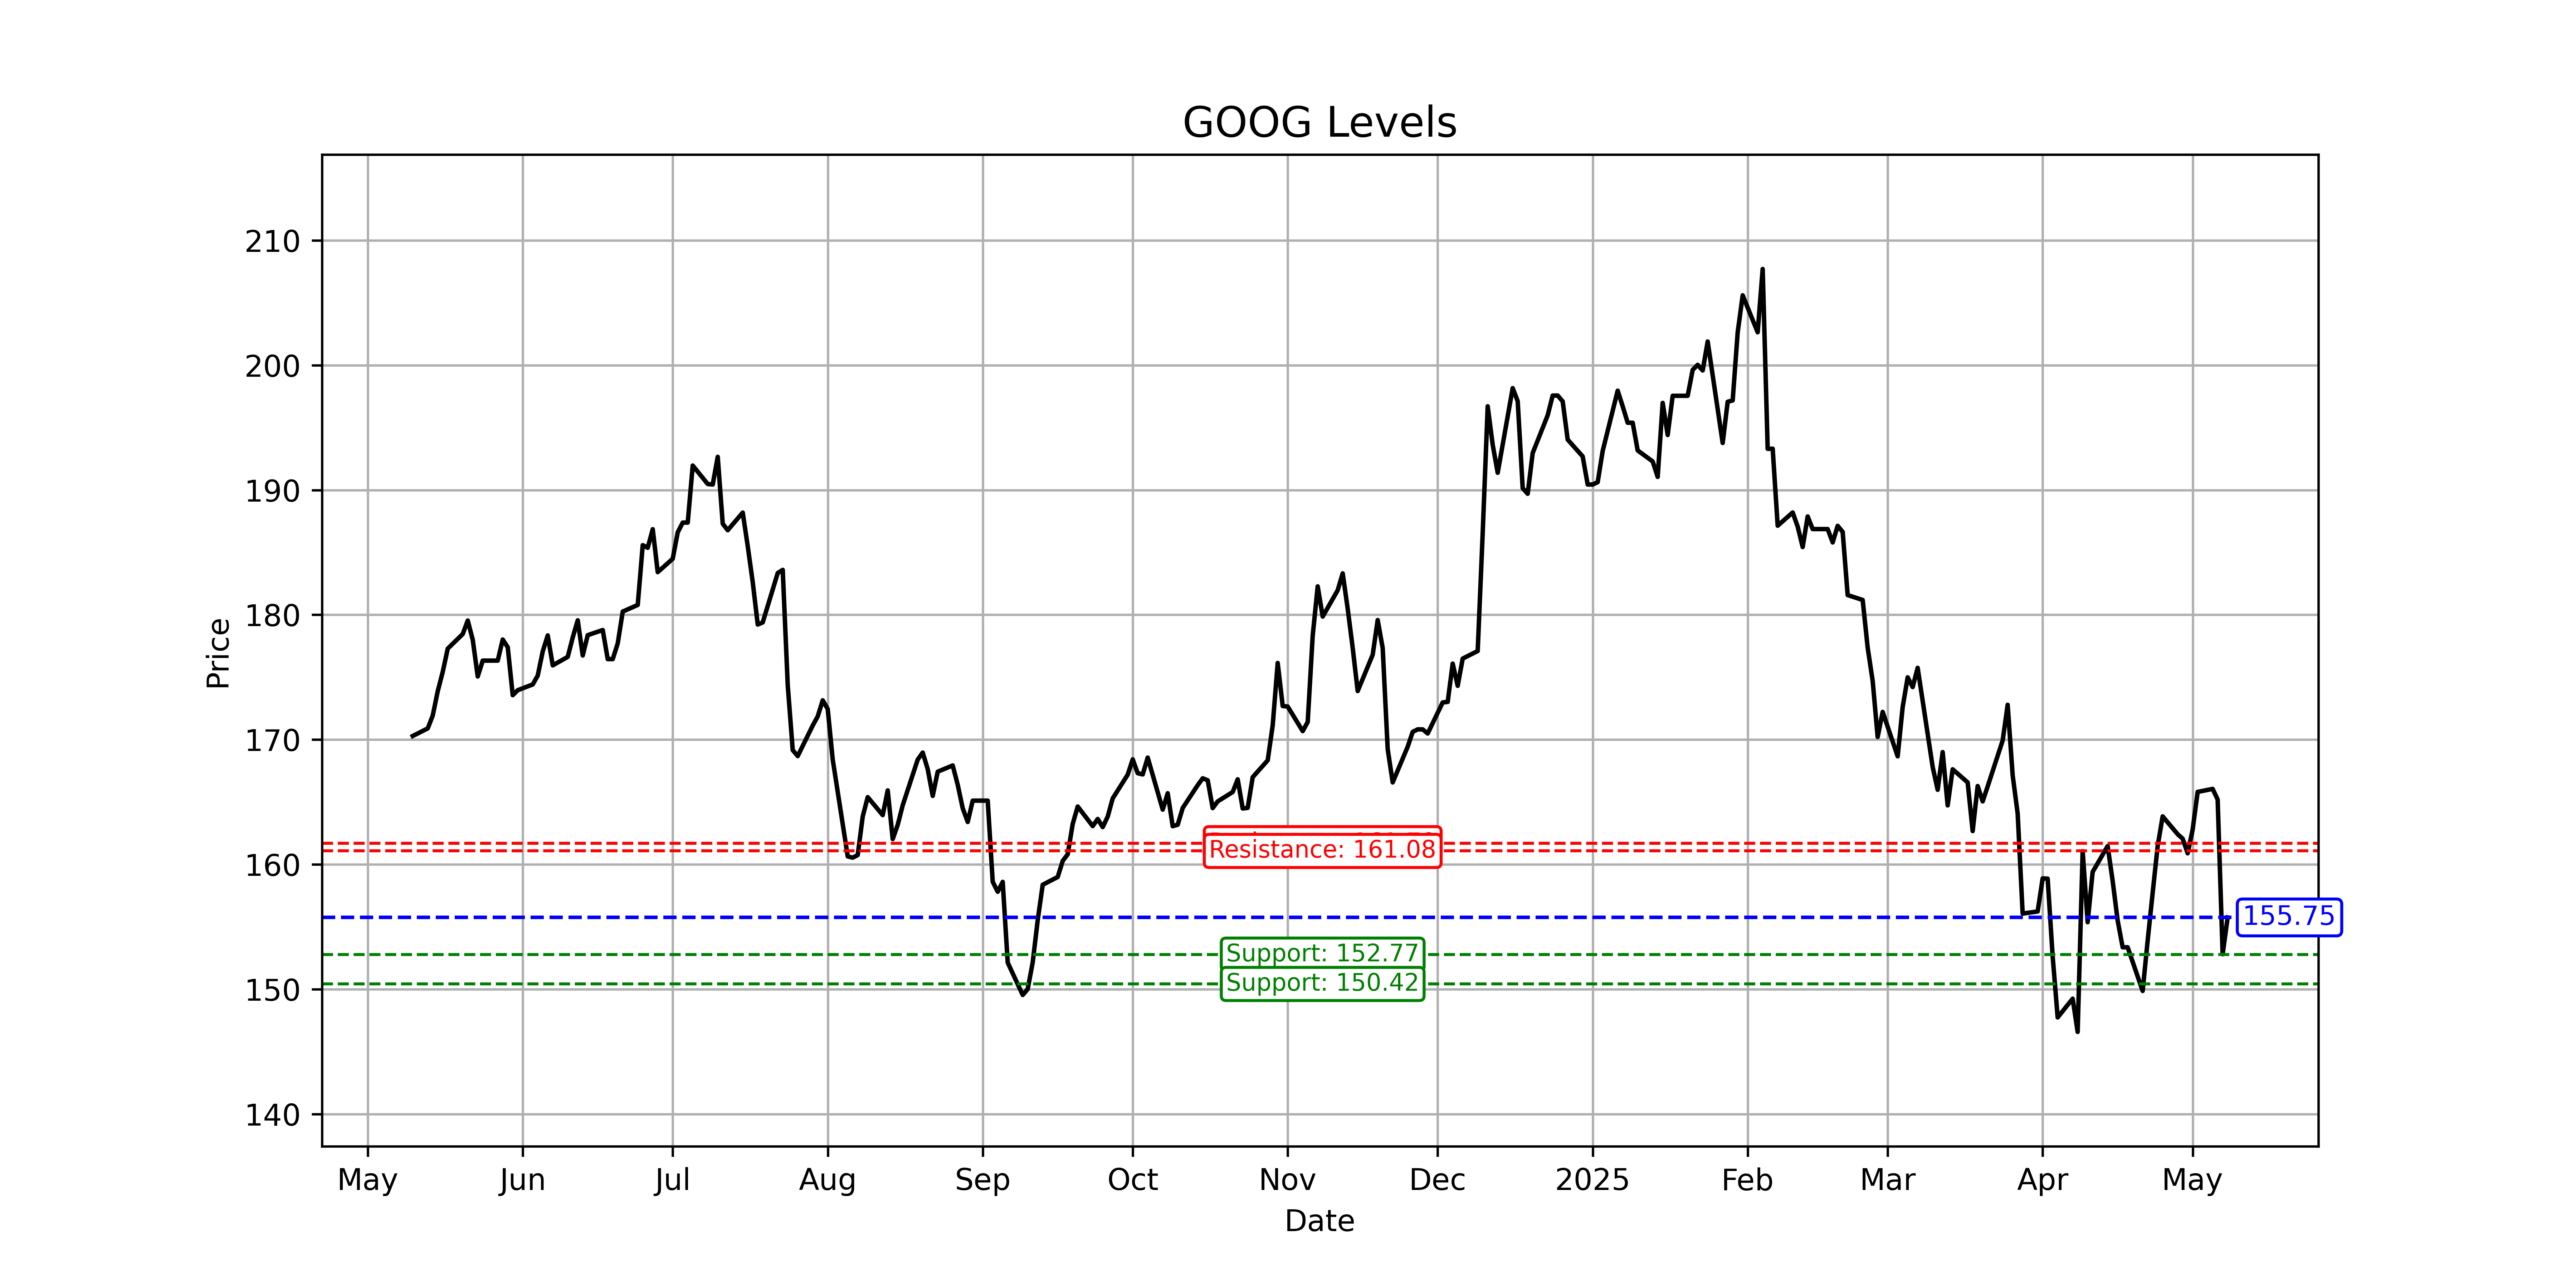 GOOG Levels
Price
210
200
190
180
170
160
150
140
Resistance: 161.08
155.75
Support: 152.77
Support: 150.42
May Jun Jul Aug Sep Oct Nov Dec 2025 Feb Mar Apr May
Date